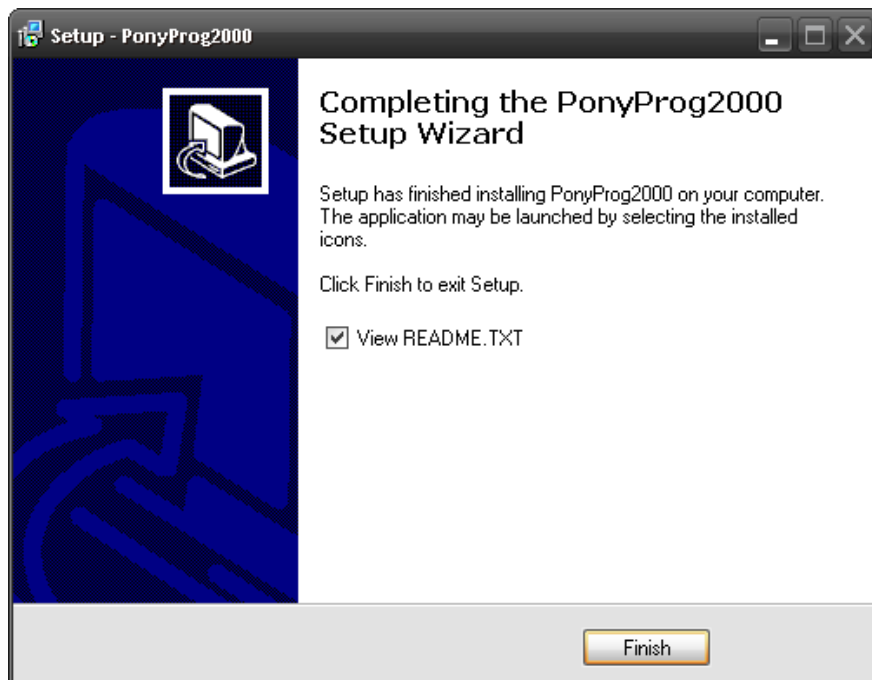 Setup - PonyProg2000
Completing the PonyProg2000
Setup Wizard
Setup has finished installing PonyProg2000 on your computer.
The application may be launched by selecting the installed
icons.
Click Finish to exit Setup.
View README.TXT
Finish